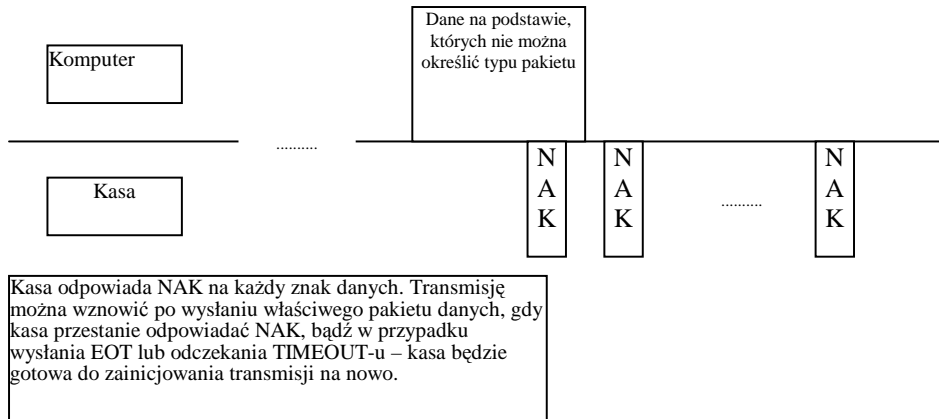 Dane na podstawie,
których nie można
określić typu pakietu
Komputer
..........
Kasa
N
A
K
N
A
K
..........
N
A
K
Kasa odpowiada NAK na każdy znak danych. Transmisję
można wznowić po wysłaniu właściwego pakietu danych, gdy
kasa przestanie odpowiadać NAK, bądź w przypadku
wysłania EOT lub odczekania TIMEOUT-u – kasa będzie
gotowa do zainicjowania transmisji na nowo.